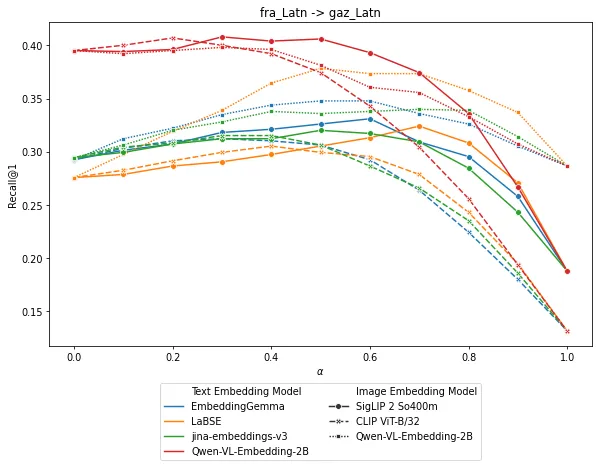 fra_Latn -> gaz_Latn
0.40
0.35
0.30
0.25
0.20
0.15
Recall@1
0.0 0.2 0.4 0.6 0.8 1.0
α
Text Embedding Model Image Embedding Model
EmbeddingGemma SigLIP 2 So400m
LaBSE CLIP ViT-B/32
jina-embeddings-v3 Qwen-VL-Embedding-2B
Qwen-VL-Embedding-2B